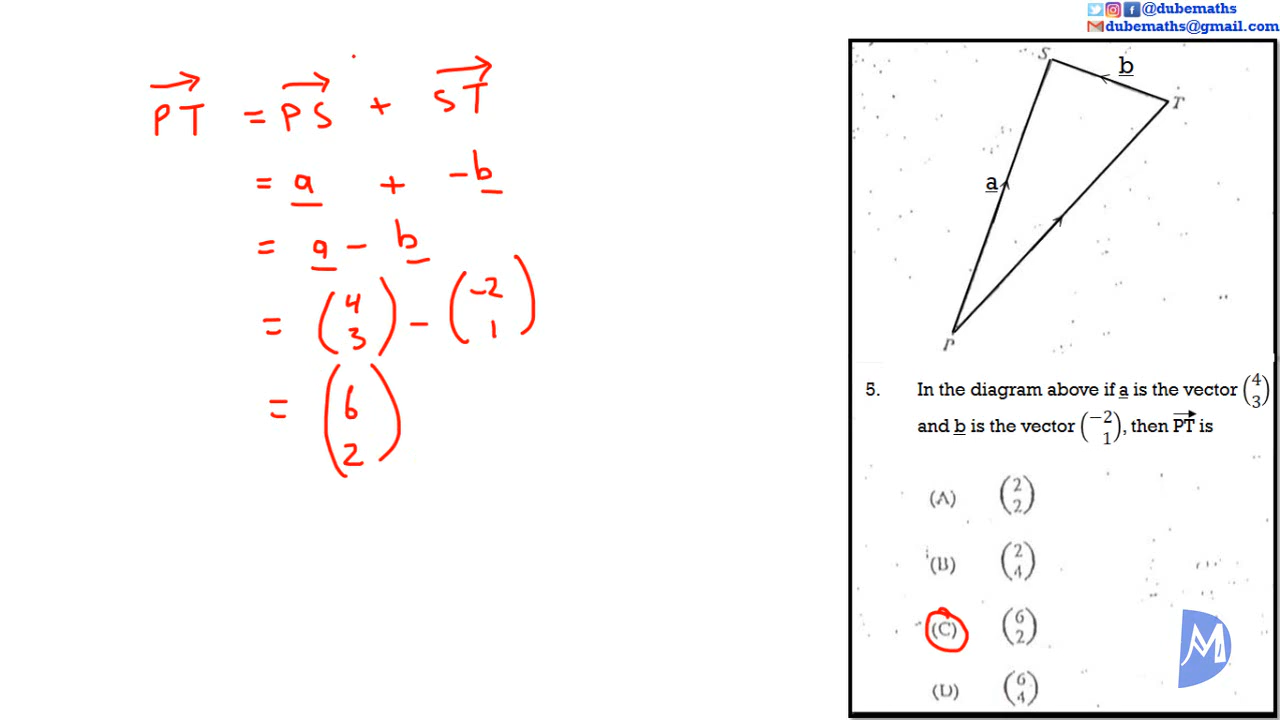 @dubemaths
dubemaths@gmail.com
PT = PS + ST
= a + -b
= a - b
= (4 3) - (-2 1)
= (6 2)
S
b
T
a
P
5. In the diagram above if a is the vector (4 3)
and b is the vector (−2 1), then PT is
(A) (2 2)
(B) (2 4)
(C) (6 2)
(D) (6 4)
M